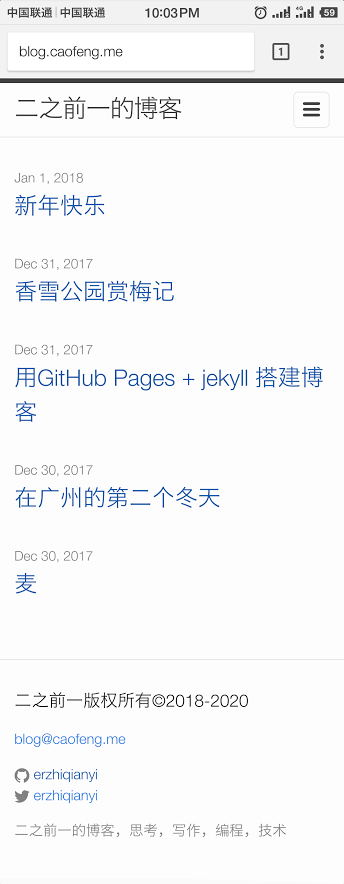 中国联通 中国联通 10:03PM 4G 59
blog.caofeng.me 1
二之前一的博客
Jan 1, 2018
新年快乐
Dec 31, 2017
香雪公园赏梅记
Dec 31, 2017
用GitHub Pages + jekyll 搭建博
客
Dec 30, 2017
在广州的第二个冬天
Dec 30, 2017
麦
二之前一版权所有©2018-2020
blog@caofeng.me
erzhiqianyi
erzhiqianyi
二之前一的博客，思考，写作，编程，技术